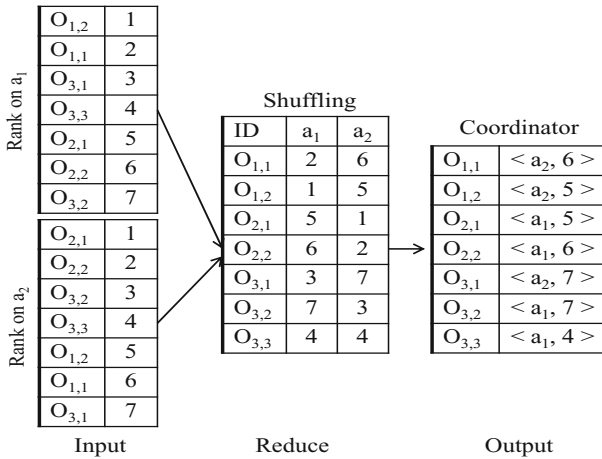 Rank on a₁
O₁,₂ 1
O₁,₁ 2
O₃,₁ 3
O₃,₃ 4
O₂,₁ 5
O₂,₂ 6
O₃,₂ 7
Rank on a₂
O₂,₁ 1
O₂,₂ 2
O₃,₂ 3
O₃,₃ 4
O₁,₂ 5
O₁,₁ 6
O₃,₁ 7
Input
Shuffling
ID a₁ a₂
O₁,₁ 2 6
O₁,₂ 1 5
O₂,₁ 5 1
O₂,₂ 6 2
O₃,₁ 3 7
O₃,₂ 7 3
O₃,₃ 4 4
Reduce
Coordinator
O₁,₁ < a₂, 6 >
O₁,₂ < a₂, 5 >
O₂,₁ < a₁, 5 >
O₂,₂ < a₁, 6 >
O₃,₁ < a₂, 7 >
O₃,₂ < a₁, 7 >
O₃,₃ < a₁, 4 >
Output